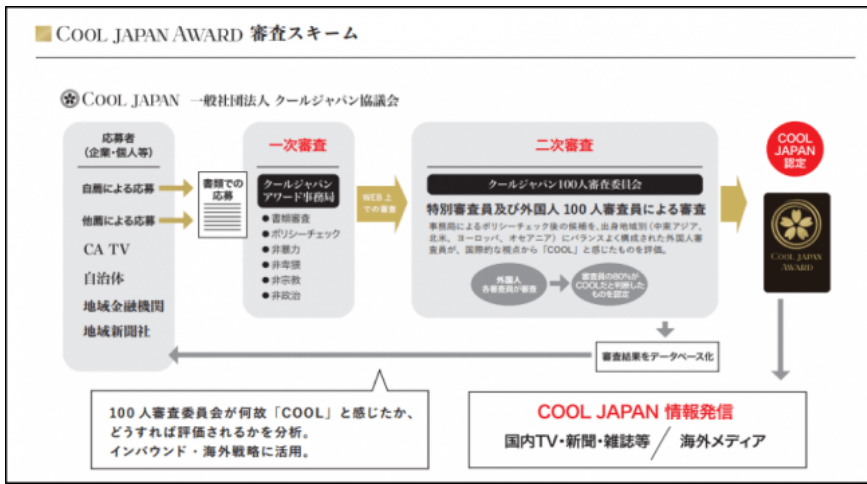 COOL JAPAN AWARD 審査スキーム
COOL JAPAN 一般社団法人 クールジャパン協議会
応募者
(企業・個人等)
自薦による応募
他薦による応募
CA TV
自治体
地域金融機関
地域新聞社
書類での
応募
一次審査
クールジャパン
アワード事務局
●書類審査
●ポリシーチェック
●非暴力
●非卑猥
●非宗教
●非政治
WEB上
での審査
二次審査
クールジャパン100人審査委員会
特別審査員及び外国人100人審査員による審査
事務局によるポリシーチェック後の候補を、出身地域別(中東アジア、
北米、ヨーロッパ、オセアニア)にバランスよく構成された外国人審
査員が、国際的な視点から「COOL」と感じたものを評価。
外国人
各審査員が審査
審査員の80%が
COOLだと判断した
ものを認定
COOL
JAPAN
認定
COOL JAPAN
AWARD
審査結果をデータベース化
100人審査委員会が何故「COOL」と感じたか、
どうすれば評価されるかを分析。
インバウンド・海外戦略に活用。
COOL JAPAN 情報発信
国内TV・新聞・雑誌等／海外メディア